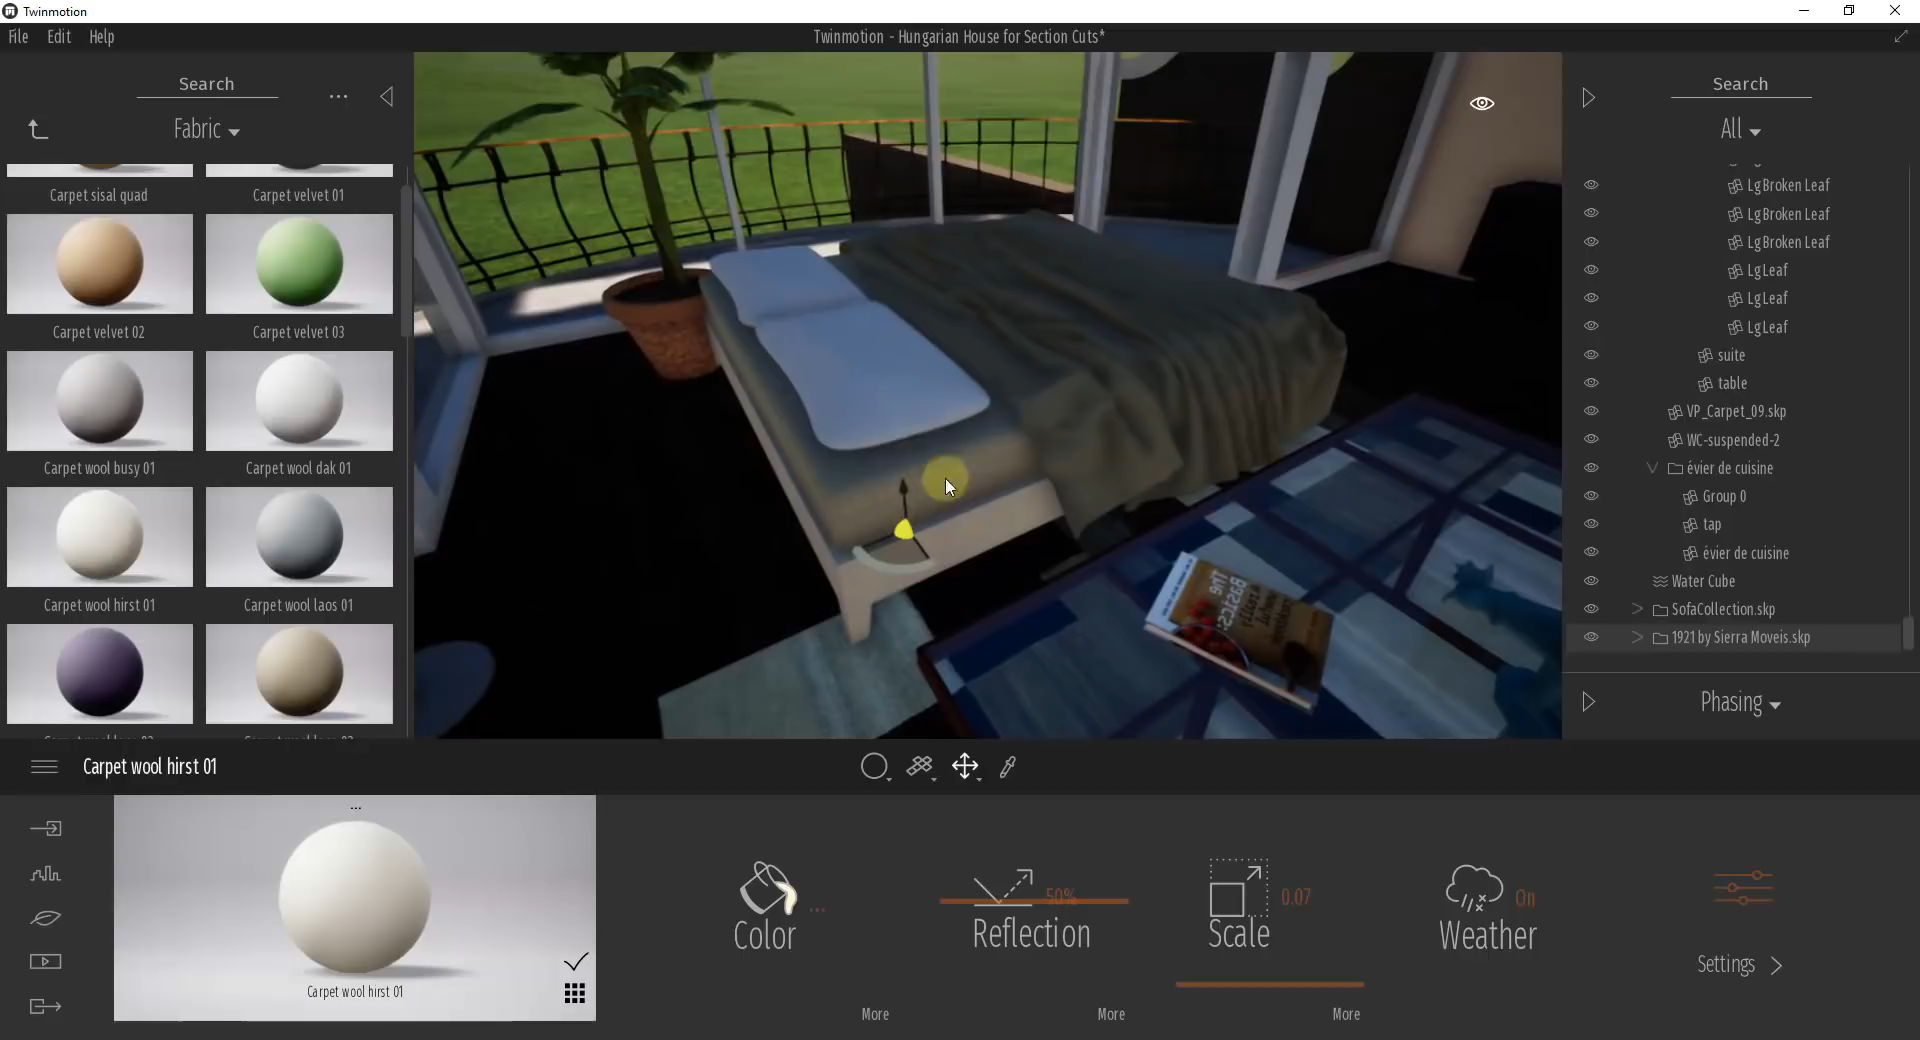 Twinmotion
File Edit Help
Twinmotion - Hungarian House for Section Cuts*
Search
...
Fabric
Carpet sisal quad
Carpet velvet 01
Carpet velvet 02
Carpet velvet 03
Carpet wool busy 01
Carpet wool dak 01
Carpet wool hirst 01
Carpet wool laos 01
THE
BASICS:
Search
All
LgBroken Leaf
LgBroken Leaf
LgBroken Leaf
LgLeaf
LgLeaf
LgLeaf
suite
table
VP_Carpet_09.skp
WC-suspended-2
évier de cuisine
Group 0
tap
évier de cuisine
Water Cube
SofaCollection.skp
1921 by Sierra Moveis.skp
Phasing
Carpet wool hirst 01
...
Carpet wool hirst 01
...
Color
More
50%
Reflection
More
0.07
Scale
More
On
Weather
Settings